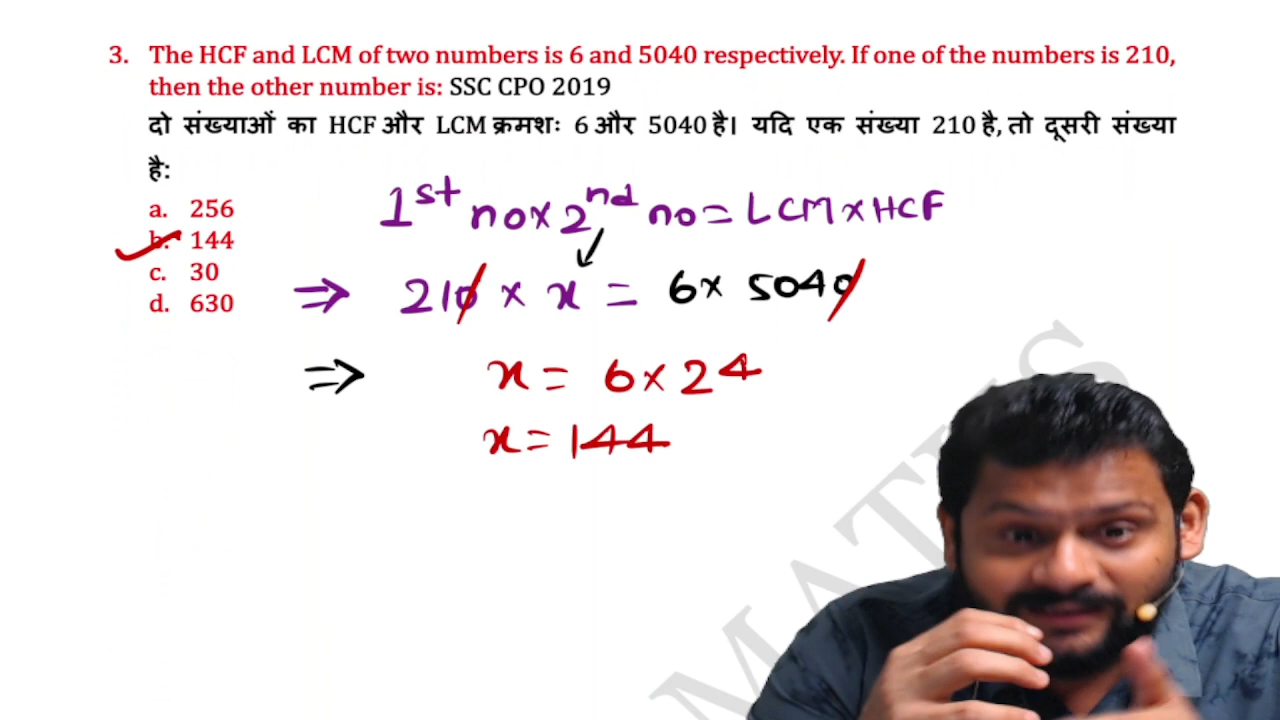 3. The HCF and LCM of two numbers is 6 and 5040 respectively. If one of the numbers is 210,
then the other number is: SSC CPO 2019
दो संख्याओं का HCF और LCM क्रमशः 6 और 5040 है। यदि एक संख्या 210 है, तो दूसरी संख्या
है:
a. 256
b. 144
c. 30
d. 630
1st no x 2nd no = LCM x HCF
⇒ 210 x x = 6 x 5040
⇒ x = 6 x 24
x = 144
MATHS